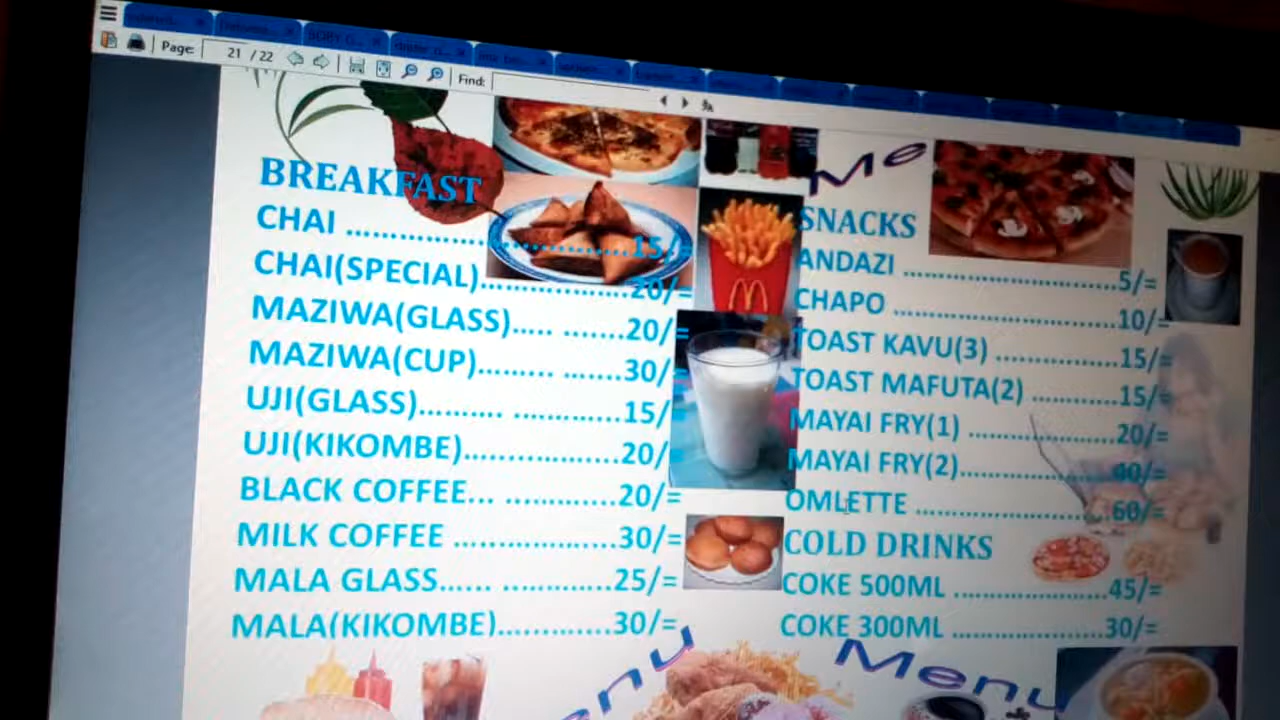 Page: 21 / 22 Find:
Me
BREAKFAST
CHAI ...........................15/=
CHAI(SPECIAL)...................20/=
MAZIWA(GLASS)..... .......20/=
MAZIWA(CUP)......... .......30/=
UJI(GLASS).......... .............15/=
UJI(KIKOMBE)....................20/=
BLACK COFFEE... ..............20/=
MILK COFFEE .....................30/=
MALA GLASS...... ..............25/=
MALA(KIKOMBE)...............30/=
SNACKS
ANDAZI .............................5/=
CHAPO ..............................10/=
TOAST KAVU(3) ................15/=
TOAST MAFUTA(2) ...........15/=
MAYAI FRY(1) ...................20/=
MAYAI FRY(2)....................40/=
OMLETTE ..........................60/=
COLD DRINKS
COKE 500ML .....................45/=
COKE 300ML .....................30/=
enu
Menu